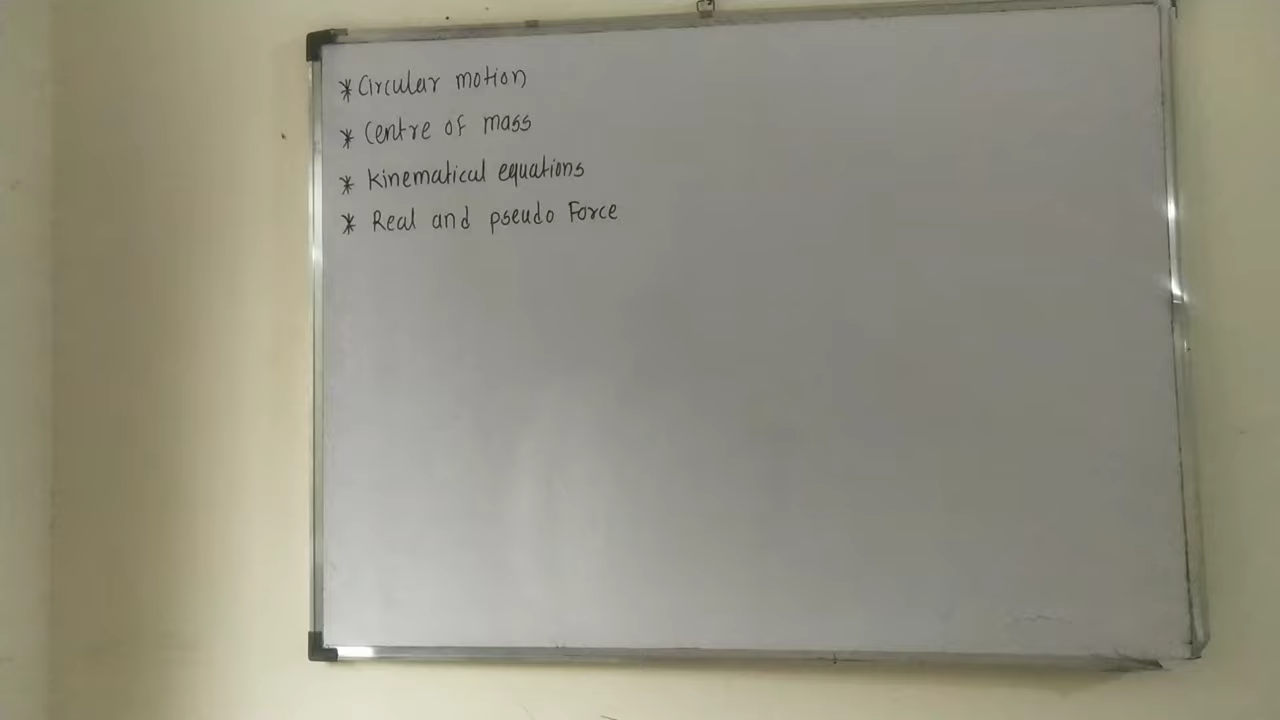 * Circular motion
* Centre of mass
* Kinematical equations
* Real and pseudo Force